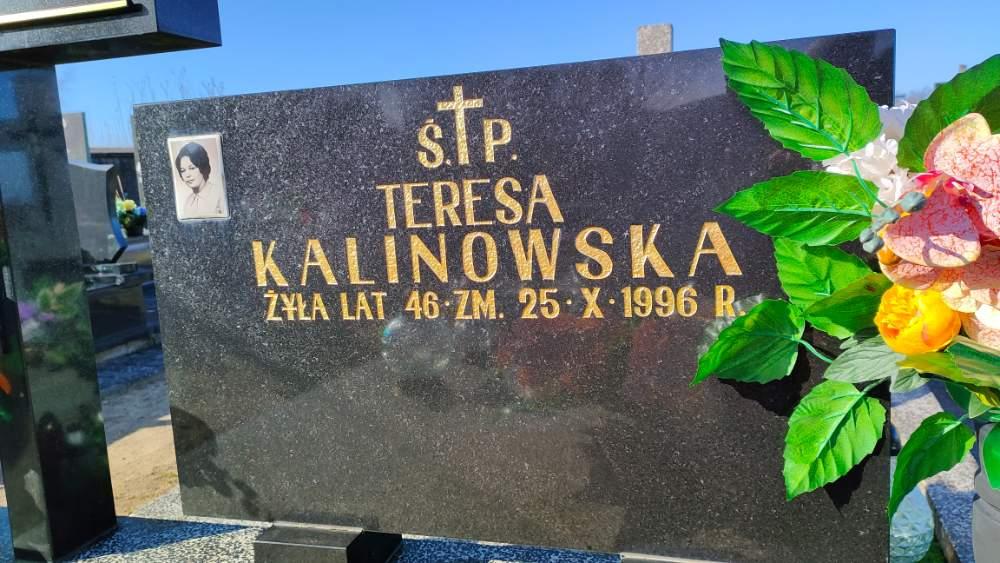 Ś.†P.
TERESA
KALINOWSKA
ŻYŁA LAT 46·ZM. 25·X·1996 R.